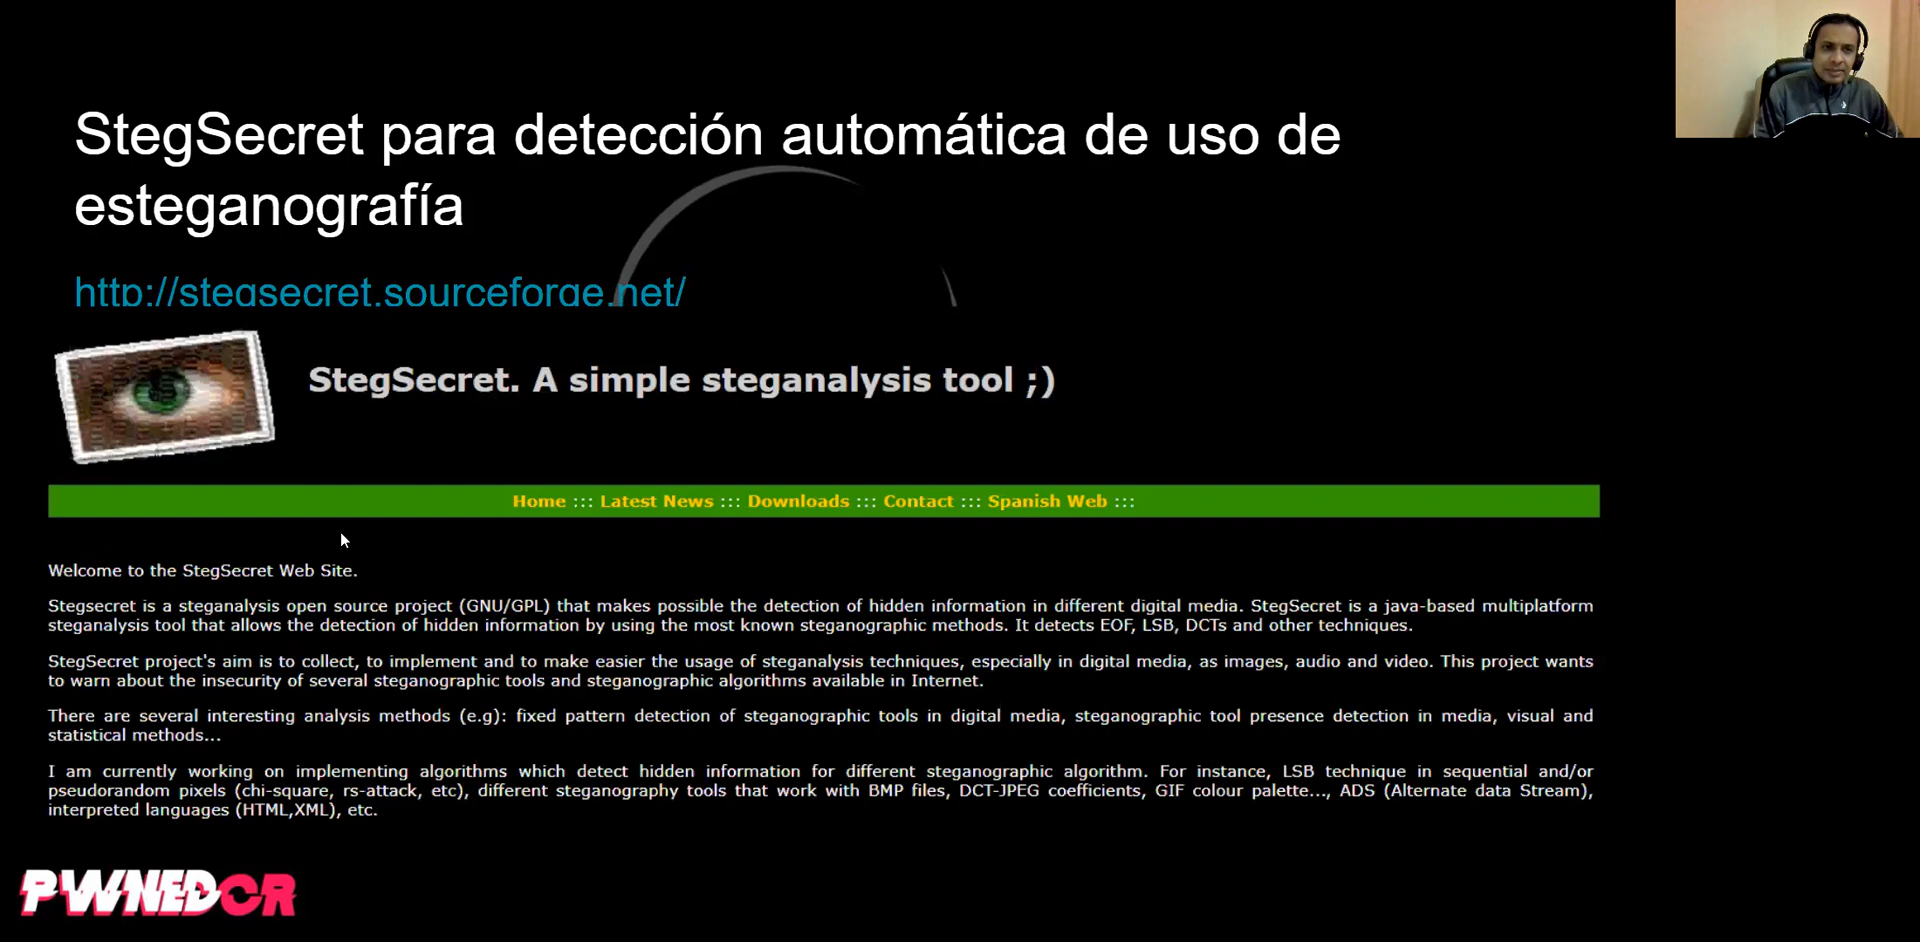 StegSecret para detección automática de uso de
esteganografía
http://stegsecret.sourceforge.net/
StegSecret. A simple steganalysis tool ;)
Home ::: Latest News ::: Downloads ::: Contact ::: Spanish Web :::
Welcome to the StegSecret Web Site.
Stegsecret is a steganalysis open source project (GNU/GPL) that makes possible the detection of hidden information in different digital media. StegSecret is a java-based multiplatform
steganalysis tool that allows the detection of hidden information by using the most known steganographic methods. It detects EOF, LSB, DCTs and other techniques.
StegSecret project's aim is to collect, to implement and to make easier the usage of steganalysis techniques, especially in digital media, as images, audio and video. This project wants
to warn about the insecurity of several steganographic tools and steganographic algorithms available in Internet.
There are several interesting analysis methods (e.g): fixed pattern detection of steganographic tools in digital media, steganographic tool presence detection in media, visual and
statistical methods...
I am currently working on implementing algorithms which detect hidden information for different steganographic algorithm. For instance, LSB technique in sequential and/or
pseudorandom pixels (chi-square, rs-attack, etc), different steganography tools that work with BMP files, DCT-JPEG coefficients, GIF colour palette..., ADS (Alternate data Stream),
interpreted languages (HTML,XML), etc.
PWNEDCR